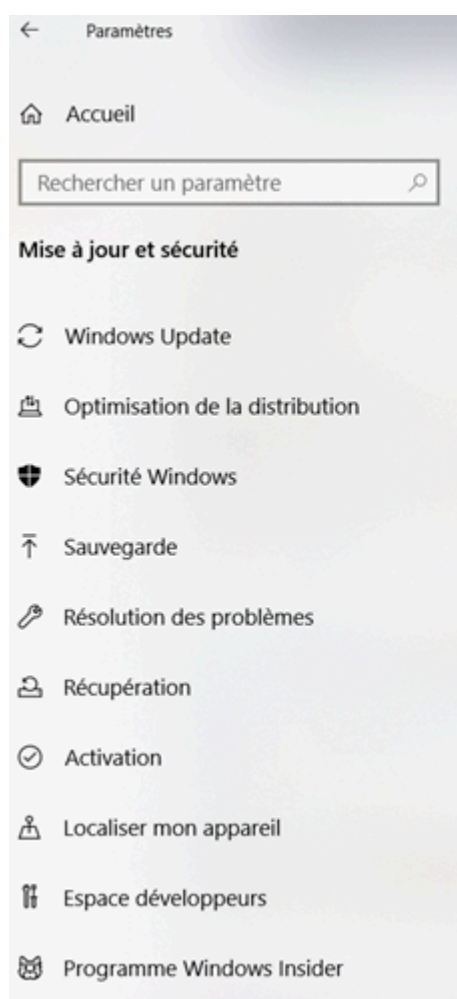 Paramètres
Accueil
Rechercher un paramètre
Mise à jour et sécurité
Windows Update
Optimisation de la distribution
Sécurité Windows
Sauvegarde
Résolution des problèmes
Récupération
Activation
Localiser mon appareil
Espace développeurs
Programme Windows Insider